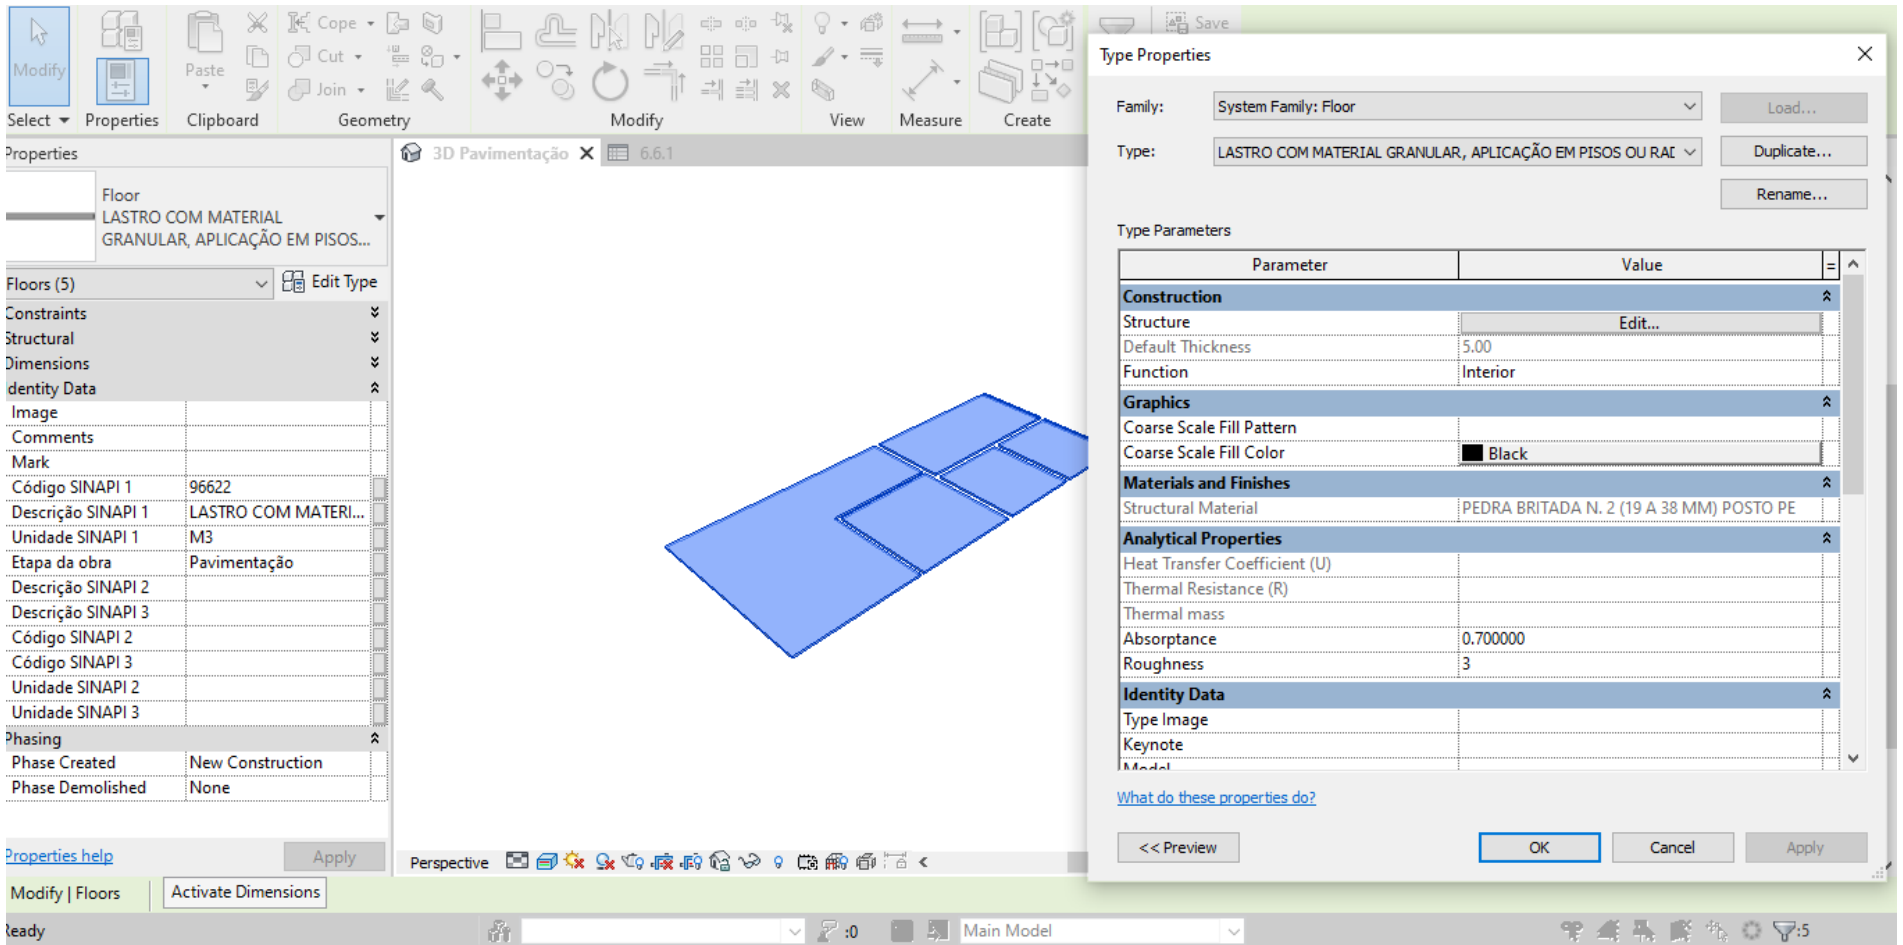 Cope
Save
Modify
Paste
Cut
Join
Select Properties Clipboard Geometry Modify View Measure Create
Properties
3D Pavimentação 6.6.1
Floor
LASTRO COM MATERIAL
GRANULAR, APLICAÇÃO EM PISOS...
Floors (5) Edit Type
Constraints
Structural
Dimensions
Identity Data
Image
Comments
Mark
Código SINAPI 1 96622
Descrição SINAPI 1 LASTRO COM MATERI...
Unidade SINAPI 1 M3
Etapa da obra Pavimentação
Descrição SINAPI 2
Descrição SINAPI 3
Código SINAPI 2
Código SINAPI 3
Unidade SINAPI 2
Unidade SINAPI 3
Phasing
Phase Created New Construction
Phase Demolished None
Properties help Apply
Perspective
Modify | Floors Activate Dimensions
Ready :0 Main Model :5
Type Properties
Family: System Family: Floor Load...
Type: LASTRO COM MATERIAL GRANULAR, APLICAÇÃO EM PISOS OU RAD Duplicate...
Rename...
Type Parameters
Parameter Value =
Construction
Structure Edit...
Default Thickness 5.00
Function Interior
Graphics
Coarse Scale Fill Pattern
Coarse Scale Fill Color Black
Materials and Finishes
Structural Material PEDRA BRITADA N. 2 (19 A 38 MM) POSTO PE
Analytical Properties
Heat Transfer Coefficient (U)
Thermal Resistance (R)
Thermal mass
Absorptance 0.700000
Roughness 3
Identity Data
Type Image
Keynote
Model
What do these properties do?
<< Preview OK Cancel Apply